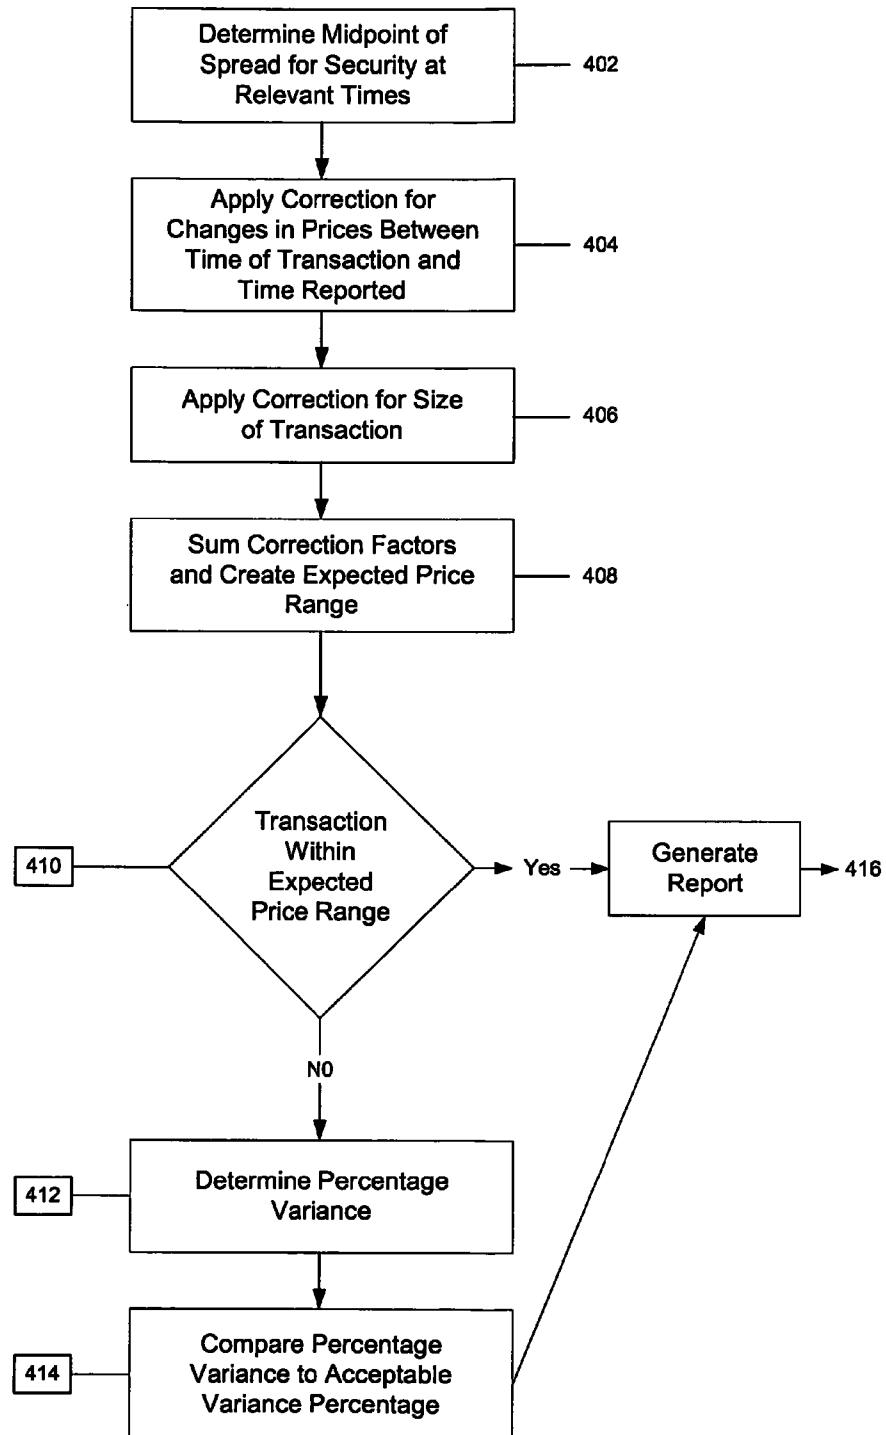 Determine Midpoint of
Spread for Security at
Relevant Times
402
Apply Correction for
Changes in Prices Between
Time of Transaction and
Time Reported
404
Apply Correction for Size
of Transaction
406
Sum Correction Factors
and Create Expected Price
Range
408
410
Transaction
Within
Expected
Price Range
Yes
Generate
Report
416
N0
412
Determine Percentage
Variance
414
Compare Percentage
Variance to Acceptable
Variance Percentage